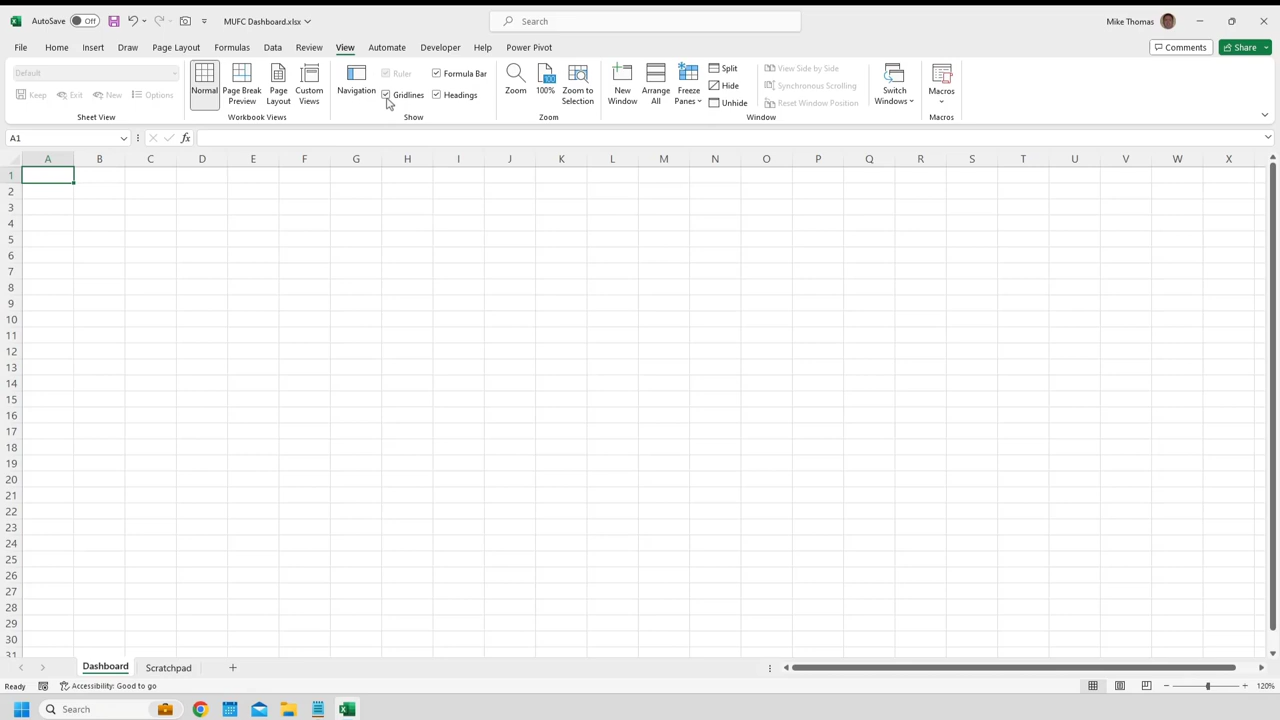 AutoSave Off MUFC Dashboard.xlsx Search Mike Thomas
File Home Insert Draw Page Layout Formulas Data Review View Automate Developer Help Power Pivot Comments Share
Default
Keep Exit New Options
Sheet View
Normal
Page Break Preview
Page Layout
Custom Views
Workbook Views
Navigation
Ruler Formula Bar
Gridlines Headings
Show
Zoom
100%
Zoom to Selection
Zoom
New Window
Arrange All
Freeze Panes
Split
Hide
Unhide
View Side by Side
Synchronous Scrolling
Reset Window Position
Switch Windows
Window
Macros
Macros
A1 fx
A B C D E F G H I J K L M N O P Q R S T U V W X
1
2
3
4
5
6
7
8
9
10
11
12
13
14
15
16
17
18
19
20
21
22
23
24
25
26
27
28
29
30
31
Dashboard Scratchpad
Ready Accessibility: Good to go 120%
Search